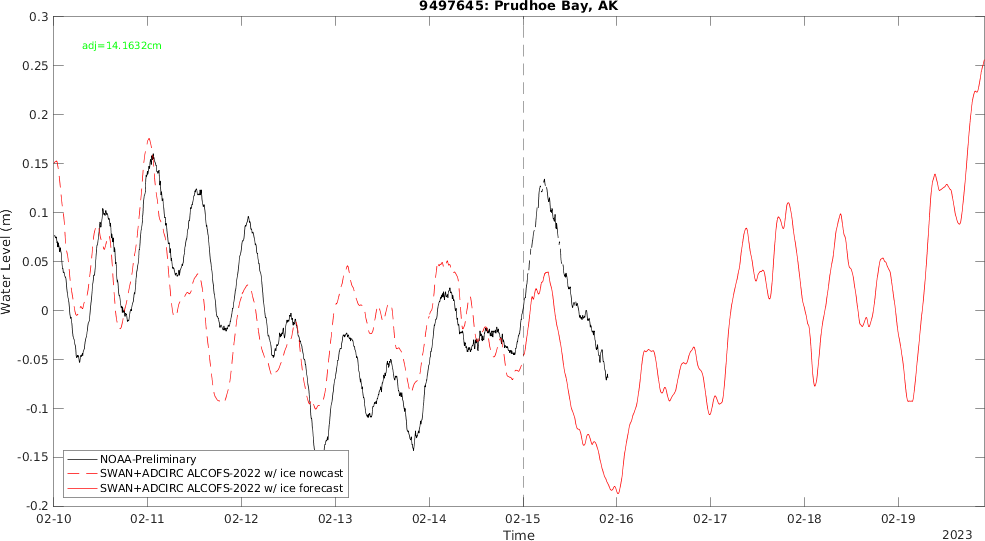 9497645: Prudhoe Bay, AK
adj=14.1632cm
Water Level (m)
0.3
0.25
0.2
0.15
0.1
0.05
0
-0.05
-0.1
-0.15
-0.2
NOAA-Preliminary
SWAN+ADCIRC ALCOFS-2022 w/ ice nowcast
SWAN+ADCIRC ALCOFS-2022 w/ ice forecast
02-10 02-11 02-12 02-13 02-14 02-15 02-16 02-17 02-18 02-19
Time
2023